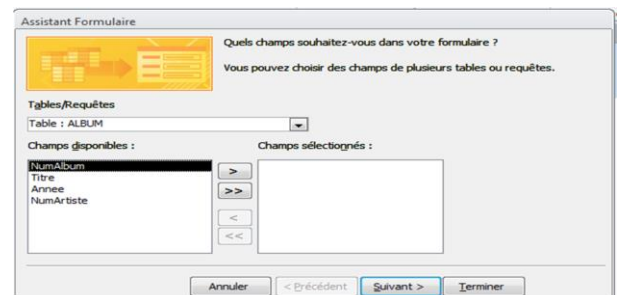 Assistant Formulaire
Quels champs souhaitez-vous dans votre formulaire ?
Vous pouvez choisir des champs de plusieurs tables ou requêtes.
Tables/Requêtes
Table : ALBUM
Champs disponibles :
Champs sélectionnés :
NumAlbum
Titre
Annee
NumArtiste
>
>>
<
<<
Annuler
< Précédent
Suivant >
Terminer